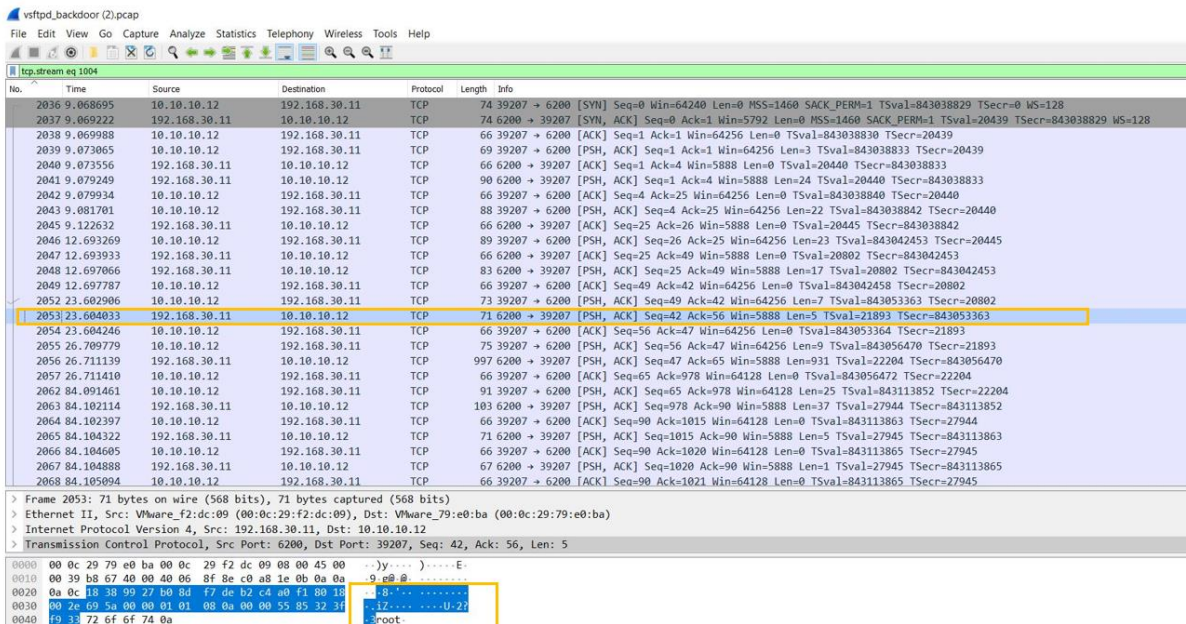 vsftpd_backdoor (2).pcap
File Edit View Go Capture Analyze Statistics Telephony Wireless Tools Help
tcp.stream eq 1004
No. Time Source Destination Protocol Length Info
2036 9.068695 10.10.10.12 192.168.30.11 TCP 74 39207 → 6200 [SYN] Seq=0 Win=64240 Len=0 MSS=1460 SACK_PERM=1 TSval=843038829 TSecr=0 WS=128
2037 9.069222 192.168.30.11 10.10.10.12 TCP 74 6200 → 39207 [SYN, ACK] Seq=0 Ack=1 Win=5792 Len=0 MSS=1460 SACK_PERM=1 TSval=20439 TSecr=843038829 WS=128
2038 9.069988 10.10.10.12 192.168.30.11 TCP 66 39207 → 6200 [ACK] Seq=1 Ack=1 Win=64256 Len=0 TSval=843038830 TSecr=20439
2039 9.073065 10.10.10.12 192.168.30.11 TCP 69 39207 → 6200 [PSH, ACK] Seq=1 Ack=1 Win=64256 Len=3 TSval=843038833 TSecr=20439
2040 9.073556 192.168.30.11 10.10.10.12 TCP 66 6200 → 39207 [ACK] Seq=1 Ack=4 Win=5888 Len=0 TSval=20440 TSecr=843038833
2041 9.079249 192.168.30.11 10.10.10.12 TCP 90 6200 → 39207 [PSH, ACK] Seq=1 Ack=4 Win=5888 Len=24 TSval=20440 TSecr=843038833
2042 9.079934 10.10.10.12 192.168.30.11 TCP 66 39207 → 6200 [ACK] Seq=4 Ack=25 Win=64256 Len=0 TSval=843038840 TSecr=20440
2043 9.081701 10.10.10.12 192.168.30.11 TCP 88 39207 → 6200 [PSH, ACK] Seq=4 Ack=25 Win=64256 Len=22 TSval=843038842 TSecr=20440
2045 9.122632 192.168.30.11 10.10.10.12 TCP 66 6200 → 39207 [ACK] Seq=25 Ack=26 Win=5888 Len=0 TSval=20445 TSecr=843038842
2046 12.693269 10.10.10.12 192.168.30.11 TCP 89 39207 → 6200 [PSH, ACK] Seq=26 Ack=25 Win=64256 Len=23 TSval=843042453 TSecr=20445
2047 12.693933 192.168.30.11 10.10.10.12 TCP 66 6200 → 39207 [ACK] Seq=25 Ack=49 Win=5888 Len=0 TSval=20802 TSecr=843042453
2048 12.697066 192.168.30.11 10.10.10.12 TCP 83 6200 → 39207 [PSH, ACK] Seq=25 Ack=49 Win=5888 Len=17 TSval=20802 TSecr=843042453
2049 12.697787 10.10.10.12 192.168.30.11 TCP 66 39207 → 6200 [ACK] Seq=49 Ack=42 Win=64256 Len=0 TSval=843042458 TSecr=20802
2052 23.602906 10.10.10.12 192.168.30.11 TCP 73 39207 → 6200 [PSH, ACK] Seq=49 Ack=42 Win=64256 Len=7 TSval=843053363 TSecr=20802
2053 23.604033 192.168.30.11 10.10.10.12 TCP 71 6200 → 39207 [PSH, ACK] Seq=42 Ack=56 Win=5888 Len=5 TSval=21893 TSecr=843053363
2054 23.604246 10.10.10.12 192.168.30.11 TCP 66 39207 → 6200 [ACK] Seq=56 Ack=47 Win=64256 Len=0 TSval=843053364 TSecr=21893
2055 26.709779 10.10.10.12 192.168.30.11 TCP 75 39207 → 6200 [PSH, ACK] Seq=56 Ack=47 Win=64256 Len=9 TSval=843056470 TSecr=21893
2056 26.711139 192.168.30.11 10.10.10.12 TCP 997 6200 → 39207 [PSH, ACK] Seq=47 Ack=65 Win=5888 Len=931 TSval=22204 TSecr=843056470
2057 26.711410 10.10.10.12 192.168.30.11 TCP 66 39207 → 6200 [ACK] Seq=65 Ack=978 Win=64128 Len=0 TSval=843056472 TSecr=22204
2062 84.091461 10.10.10.12 192.168.30.11 TCP 91 39207 → 6200 [PSH, ACK] Seq=65 Ack=978 Win=64128 Len=25 TSval=843113852 TSecr=22204
2063 84.102114 192.168.30.11 10.10.10.12 TCP 103 6200 → 39207 [PSH, ACK] Seq=978 Ack=90 Win=5888 Len=37 TSval=27944 TSecr=843113852
2064 84.102397 10.10.10.12 192.168.30.11 TCP 66 39207 → 6200 [ACK] Seq=90 Ack=1015 Win=64128 Len=0 TSval=843113863 TSecr=27944
2065 84.104322 192.168.30.11 10.10.10.12 TCP 71 6200 → 39207 [PSH, ACK] Seq=1015 Ack=90 Win=5888 Len=5 TSval=27945 TSecr=843113863
2066 84.104605 10.10.10.12 192.168.30.11 TCP 66 39207 → 6200 [ACK] Seq=90 Ack=1020 Win=64128 Len=0 TSval=843113865 TSecr=27945
2067 84.104888 192.168.30.11 10.10.10.12 TCP 67 6200 → 39207 [PSH, ACK] Seq=1020 Ack=90 Win=5888 Len=1 TSval=27945 TSecr=843113865
2068 84.105094 10.10.10.12 192.168.30.11 TCP 66 39207 → 6200 [ACK] Seq=90 Ack=1021 Win=64128 Len=0 TSval=843113865 TSecr=27945
> Frame 2053: 71 bytes on wire (568 bits), 71 bytes captured (568 bits)
> Ethernet II, Src: VMware_f2:dc:09 (00:0c:29:f2:dc:09), Dst: VMware_79:e0:ba (00:0c:29:79:e0:ba)
> Internet Protocol Version 4, Src: 192.168.30.11, Dst: 10.10.10.12
> Transmission Control Protocol, Src Port: 6200, Dst Port: 39207, Seq: 42, Ack: 56, Len: 5
0000 00 0c 29 79 e0 ba 00 0c 29 f2 dc 09 08 00 45 00 ··)y···· )·····E·
0010 00 39 b8 67 40 00 40 06 8f 8e c0 a8 1e 0b 0a 0a ·9·g@·@· ········
0020 0a 0c 18 38 99 27 b0 8d f7 de b2 c4 a0 f1 80 18 ···8·'·· ········
0030 00 2e 69 5a 00 00 01 01 08 0a 00 00 55 85 32 3f ·.iZ···· ····U·2?
0040 f9 33 72 6f 6f 74 0a ·3root·